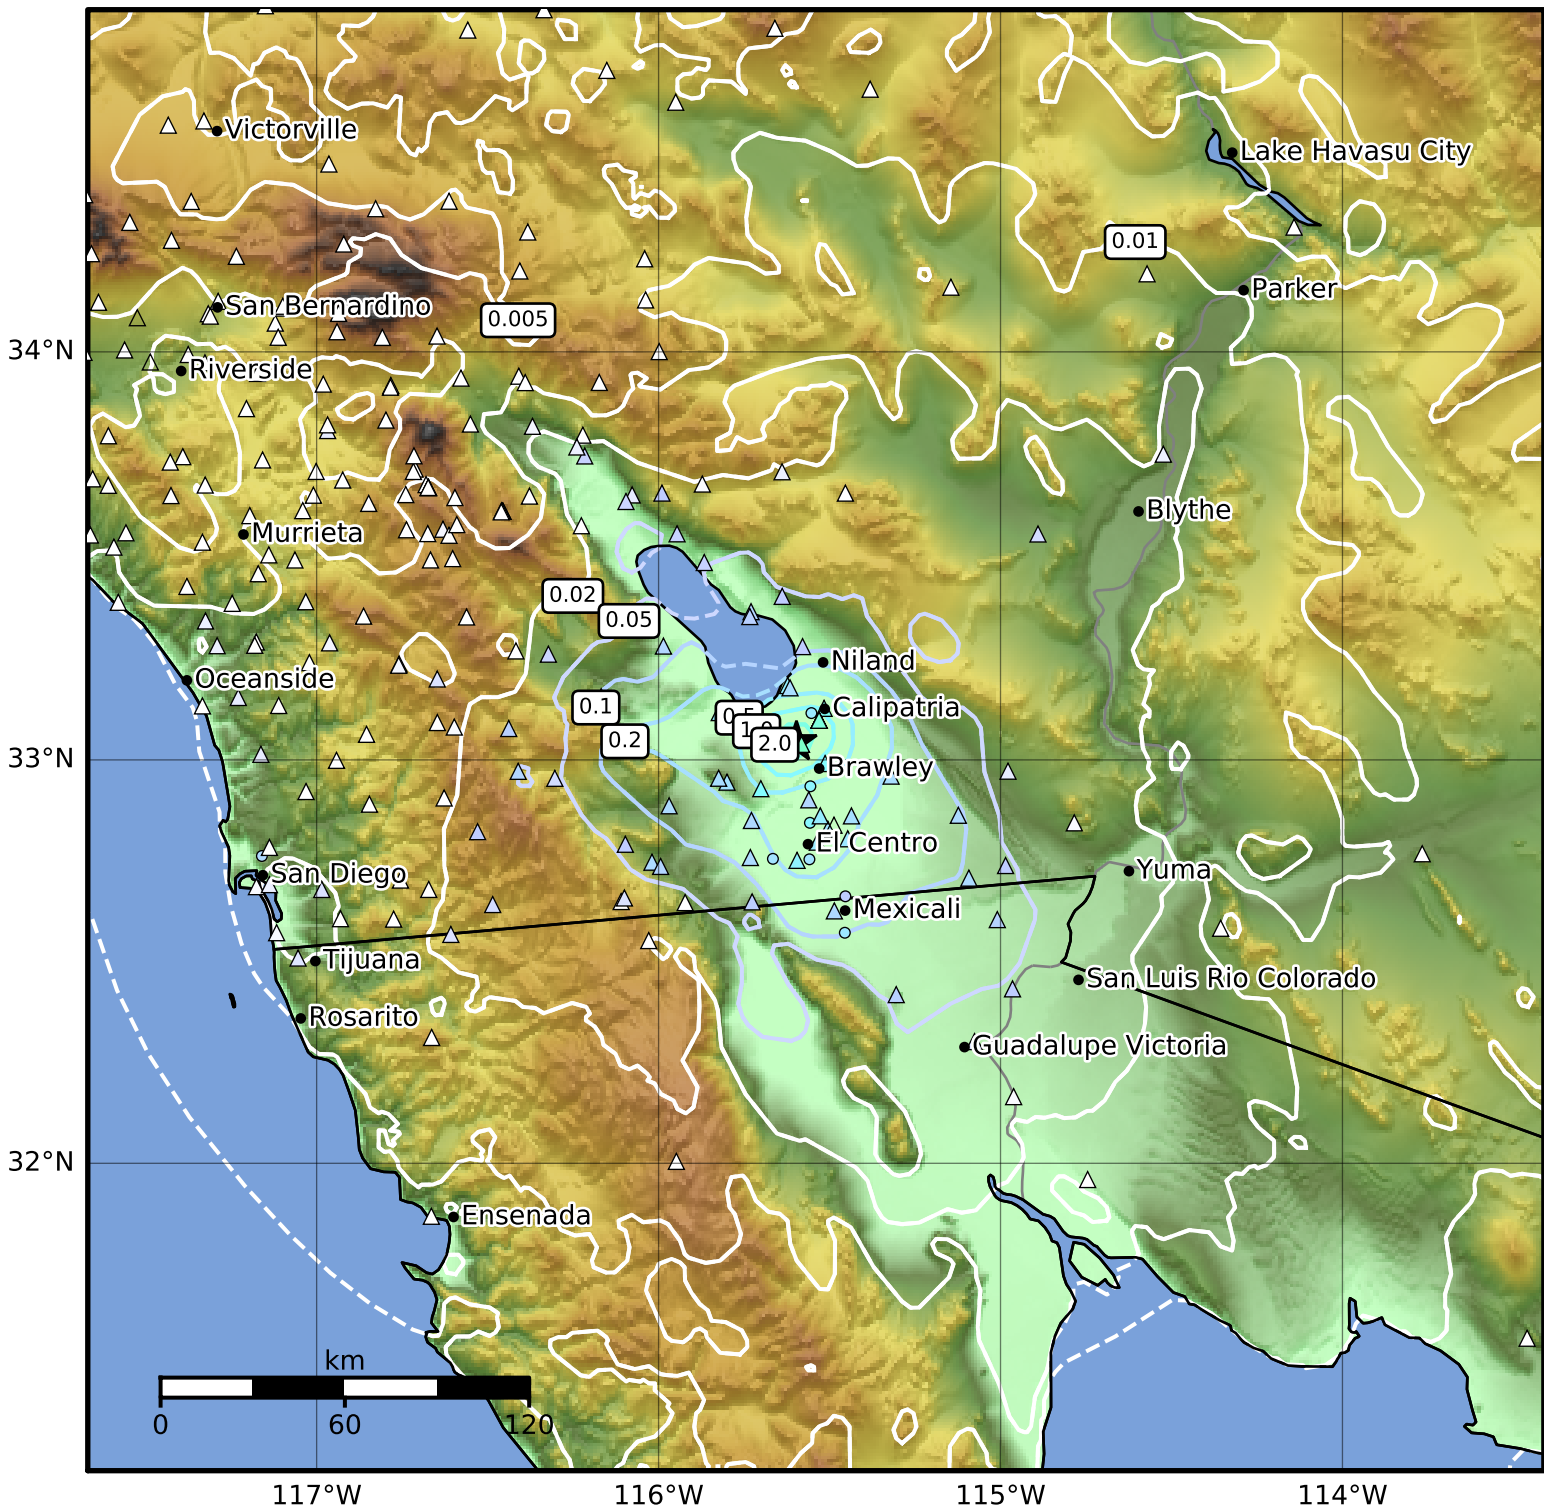 Victorville
Lake Havasu City
0.01
Parker
San Bernardino
0.005
34°N
Riverside
Blythe
Murrieta
0.02
0.05
Niland
Oceanside
0.1
Calipatria
0.2
2.0
33°N
Brawley
El Centro
San Diego
Yuma
Mexicali
Tijuana
San Luis Rio Colorado
Rosarito
Guadalupe Victoria
32°N
Ensenada
km
0 60 120
117°W 116°W 115°W 114°W